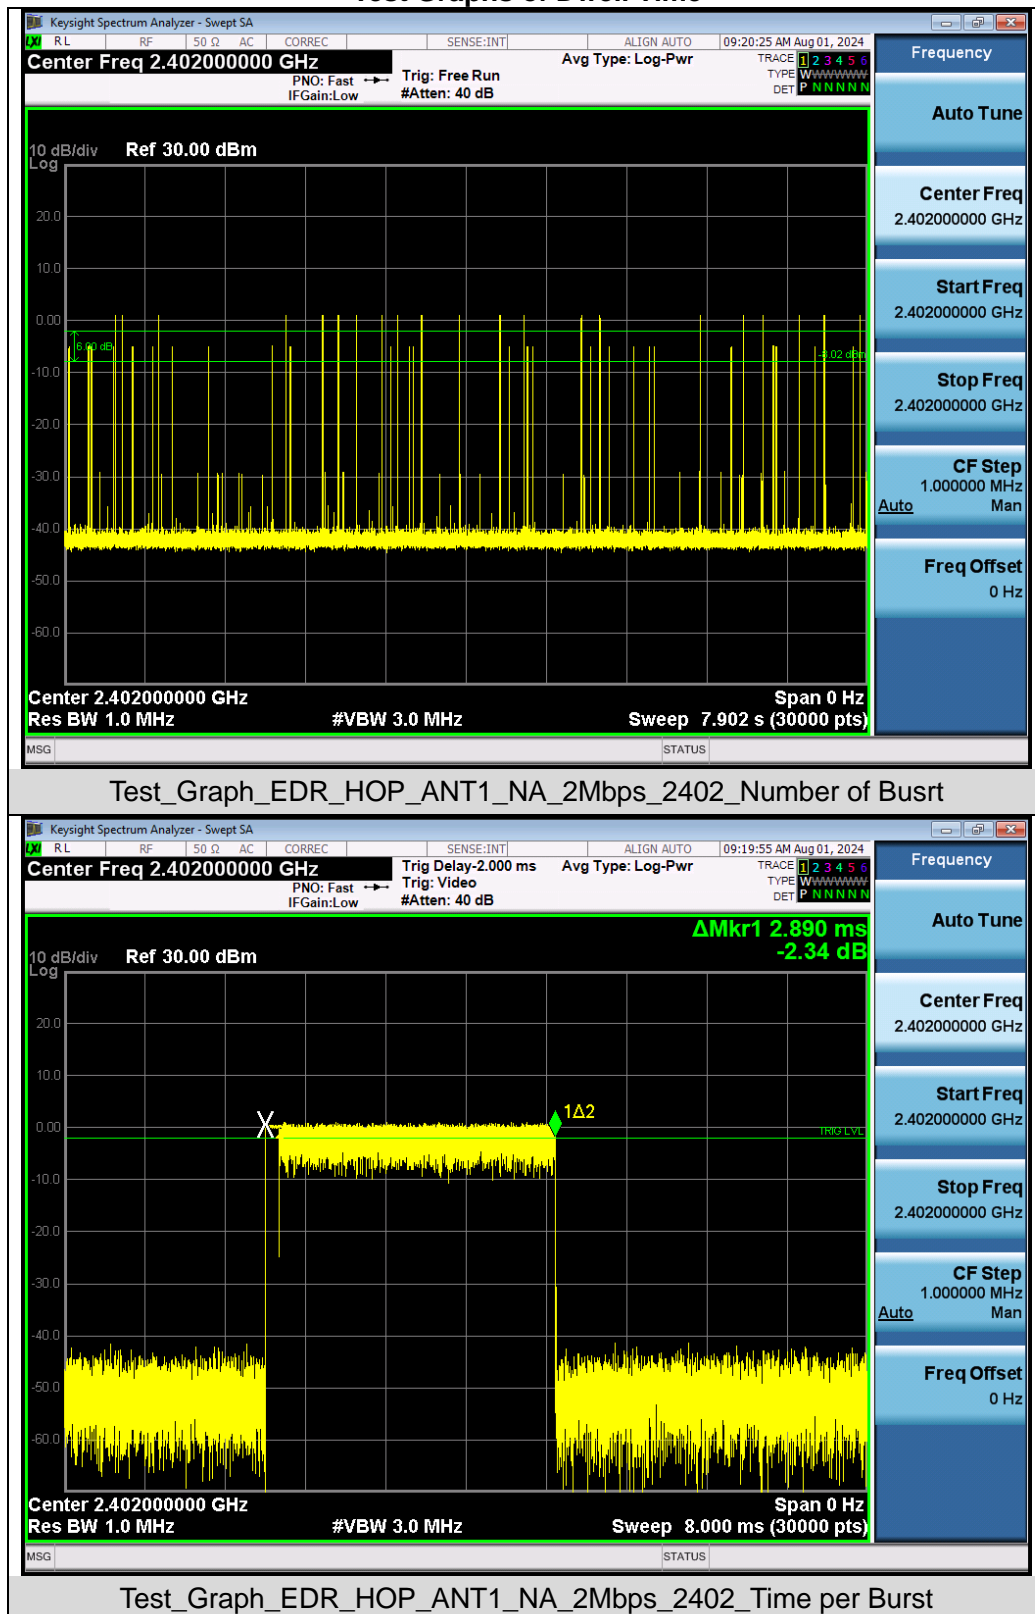 Test Graphs of Dwell Time
Keysight Spectrum Analyzer - Swept SA
LXI RL RF 50 Ω AC CORREC SENSE:INT ALIGN AUTO 09:20:25 AM Aug 01, 2024
Center Freq 2.402000000 GHz Avg Type: Log-Pwr TRACE 1 2 3 4 5 6
PNO: Fast Trig: Free Run TYPE WWWWWW
IFGain:Low #Atten: 40 dB DET P N N N N N
Frequency
Auto Tune
Center Freq
2.402000000 GHz
Start Freq
2.402000000 GHz
Stop Freq
2.402000000 GHz
CF Step
1.000000 MHz
Auto Man
Freq Offset
0 Hz
10 dB/div Ref 30.00 dBm
Log
20.0
10.0
0.00
6.00 dB
-10.0
-20.0
-30.0
-40.0
-50.0
-60.0
Center 2.402000000 GHz Span 0 Hz
Res BW 1.0 MHz #VBW 3.0 MHz Sweep 7.902 s (30000 pts)
MSG STATUS
Test_Graph_EDR_HOP_ANT1_NA_2Mbps_2402_Number of Busrt
Keysight Spectrum Analyzer - Swept SA
LXI RL RF 50 Ω AC CORREC SENSE:INT ALIGN AUTO 09:19:55 AM Aug 01, 2024
Center Freq 2.402000000 GHz Trig Delay-2.000 ms Avg Type: Log-Pwr TRACE 1 2 3 4 5 6
PNO: Fast Trig: Video TYPE WWWWWW
IFGain:Low #Atten: 40 dB DET P N N N N N
Frequency
Auto Tune
Center Freq
2.402000000 GHz
Start Freq
2.402000000 GHz
Stop Freq
2.402000000 GHz
CF Step
1.000000 MHz
Auto Man
Freq Offset
0 Hz
ΔMkr1 2.890 ms
-2.34 dB
10 dB/div Ref 30.00 dBm
Log
20.0
10.0
0.00
1Δ2
TRIG LVL
-10.0
-20.0
-30.0
-40.0
-50.0
-60.0
Center 2.402000000 GHz Span 0 Hz
Res BW 1.0 MHz #VBW 3.0 MHz Sweep 8.000 ms (30000 pts)
MSG STATUS
Test_Graph_EDR_HOP_ANT1_NA_2Mbps_2402_Time per Burst